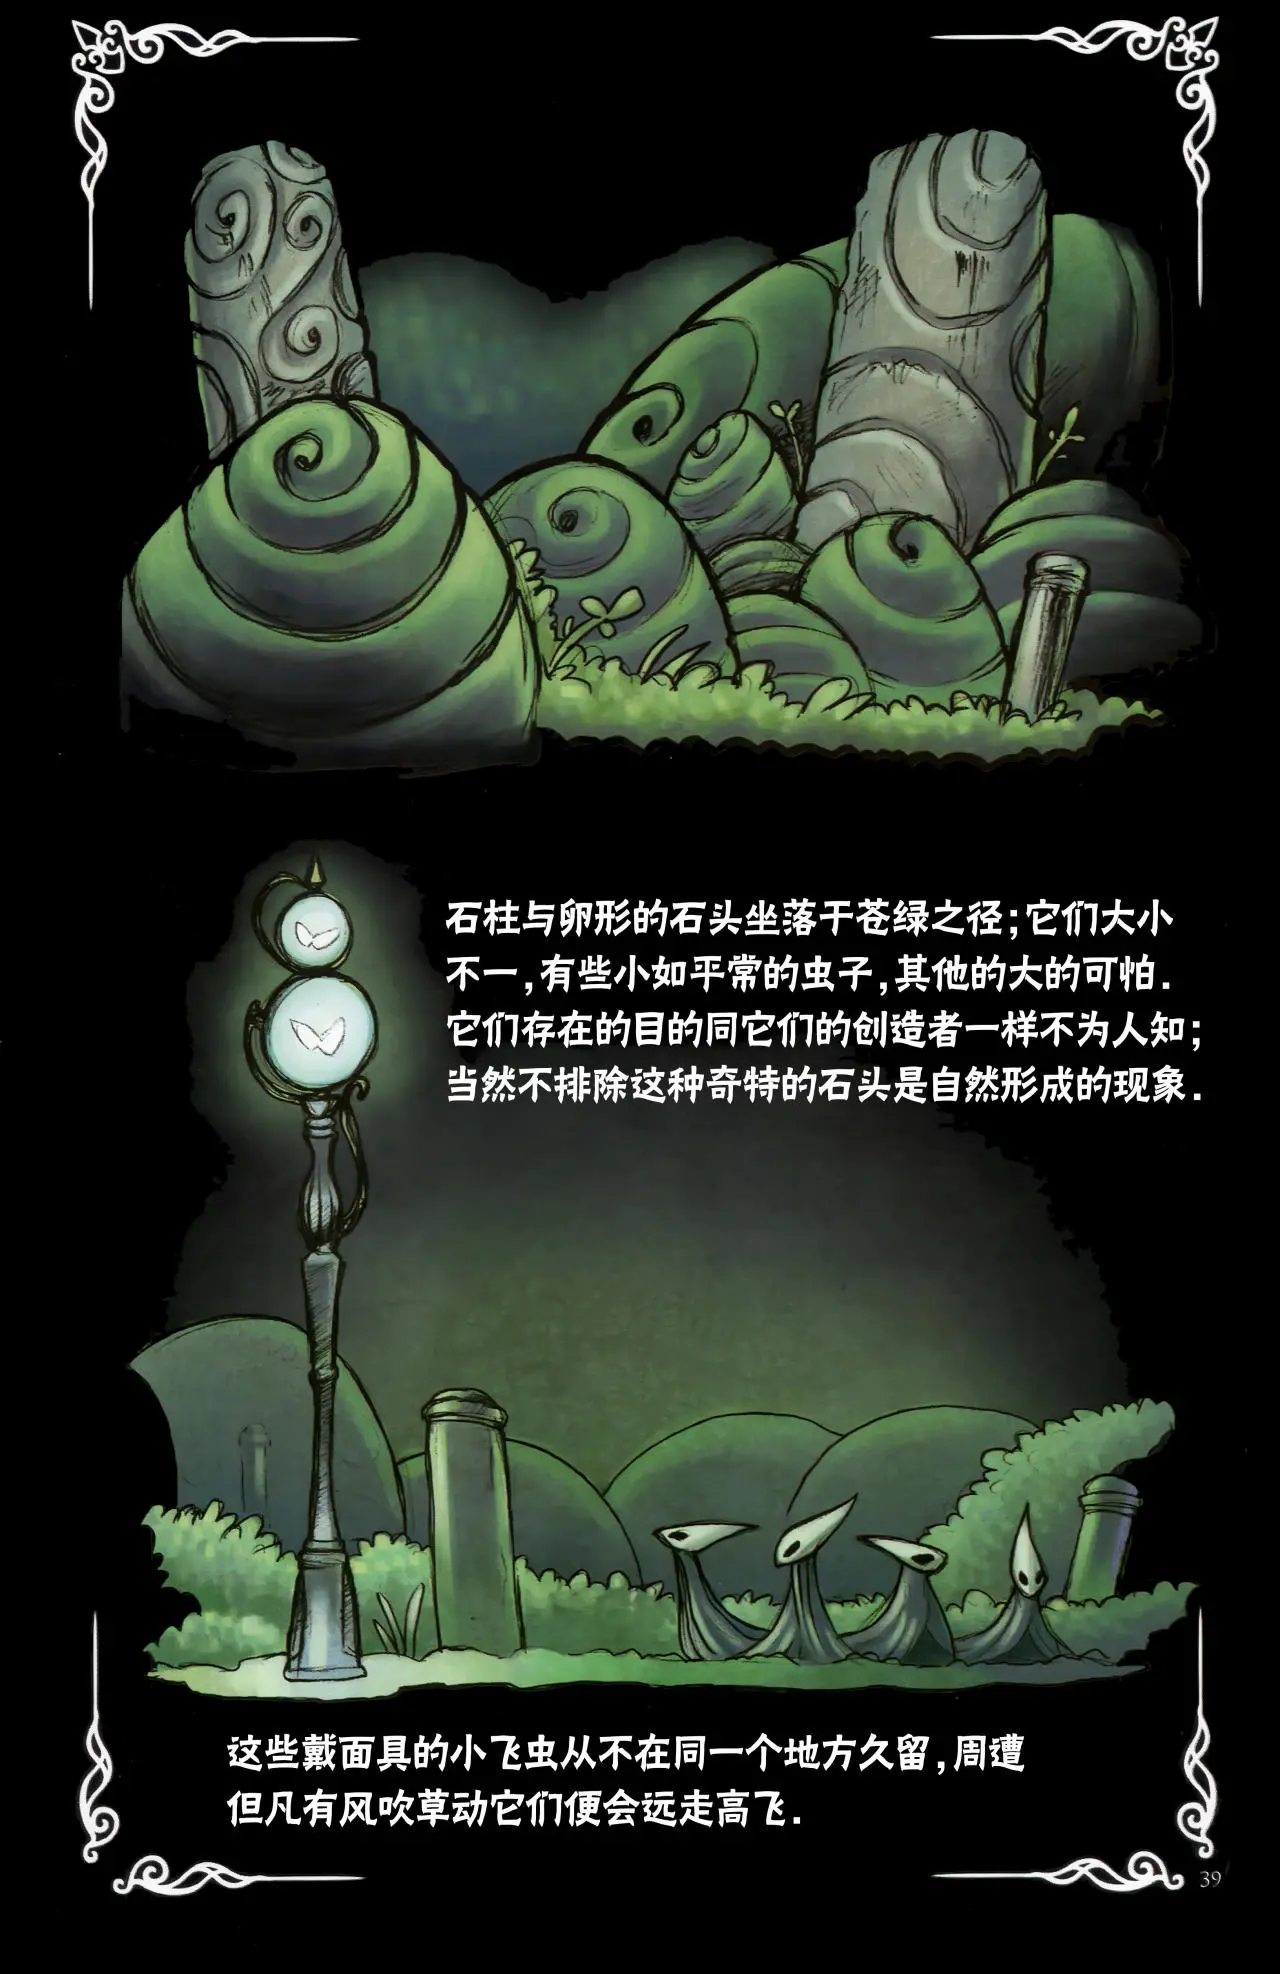 石柱与卵形的石头坐落于苍绿之径;它们大小
不一,有些小如平常的虫子,其他的大的可怕.
它们存在的目的同它们的创造者一样不为人知;
当然不排除这种奇特的石头是自然形成的现象.
这些戴面具的小飞虫从不在同一个地方久留,周遭
但凡有风吹草动它们便会远走高飞.
39